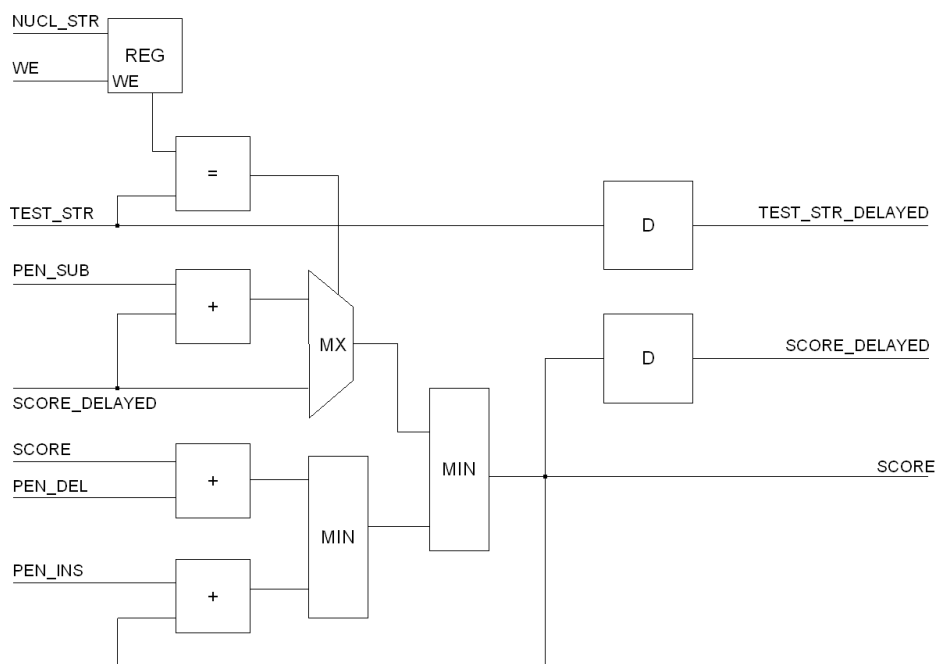 NUCL_STR
REG
WE
WE
=
TEST_STR
D
TEST_STR_DELAYED
PEN_SUB
+
MX
D
SCORE_DELAYED
SCORE_DELAYED
SCORE
+
PEN_DEL
MIN
SCORE
MIN
PEN_INS
+